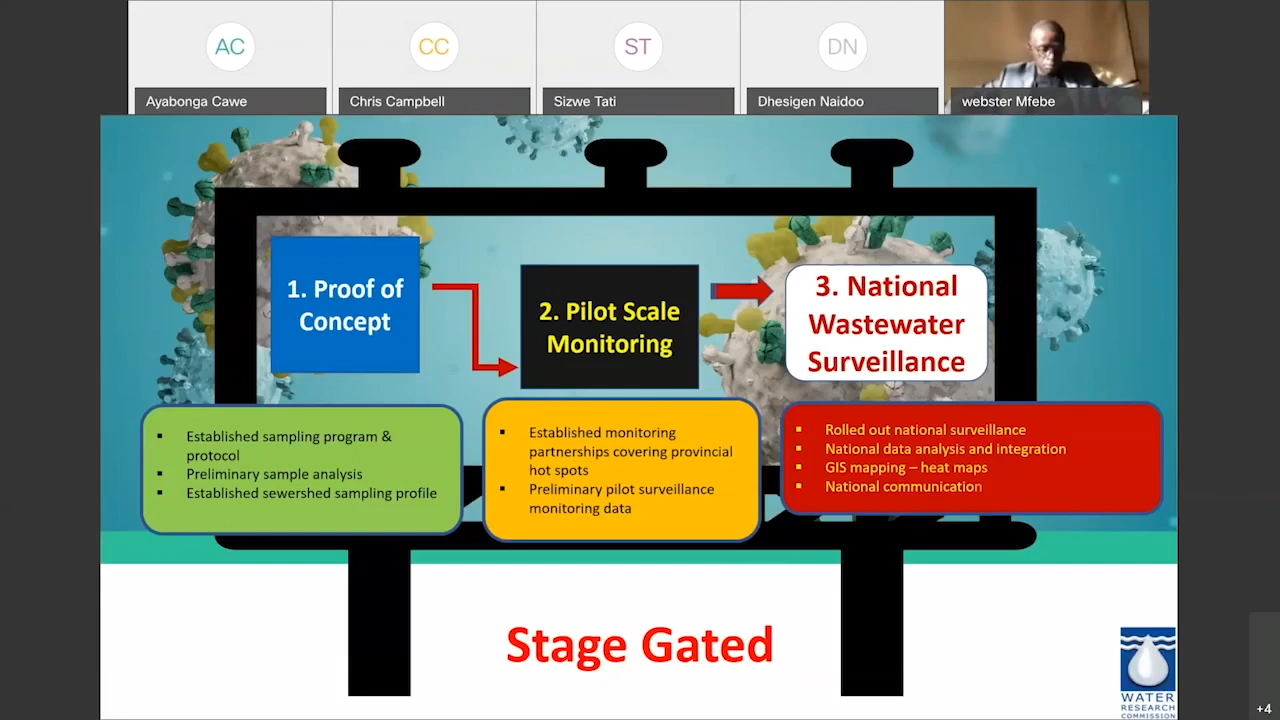 AC
CC
ST
DN
Ayabonga Cawe
Chris Campbell
Sizwe Tati
Dhesigen Naidoo
webster Mfebe
1. Proof of
Concept
2. Pilot Scale
Monitoring
3. National
Wastewater
Surveillance
▪ Established sampling program &
protocol
▪ Preliminary sample analysis
▪ Established sewershed sampling profile
▪ Established monitoring
partnerships covering provincial
hot spots
▪ Preliminary pilot surveillance
monitoring data
▪ Rolled out national surveillance
▪ National data analysis and integration
▪ GIS mapping – heat maps
▪ National communication
Stage Gated
WATER
RESEARCH
COMMISSION
+4